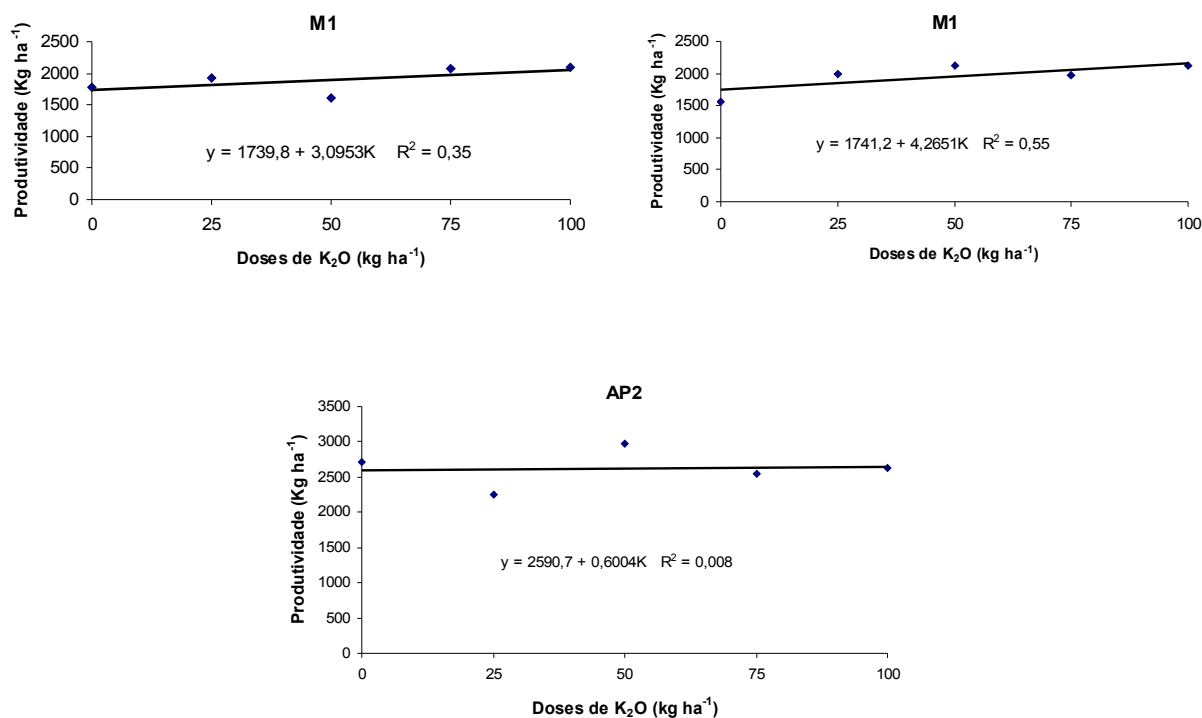 M1
Produtividade (Kg ha⁻¹)
2500
2000
1500
1000
500
0
y = 1739,8 + 3,0953K R² = 0,35
0 25 50 75 100
Doses de K₂O (kg ha⁻¹)
M1
Produtividade (Kg ha⁻¹)
2500
2000
1500
1000
500
0
y = 1741,2 + 4,2651K R² = 0,55
0 25 50 75 100
Doses de K₂O (kg ha⁻¹)
AP2
Produtividade (Kg ha⁻¹)
3500
3000
2500
2000
1500
1000
500
0
y = 2590,7 + 0,6004K R² = 0,008
0 25 50 75 100
Doses de K₂O (kg ha⁻¹)